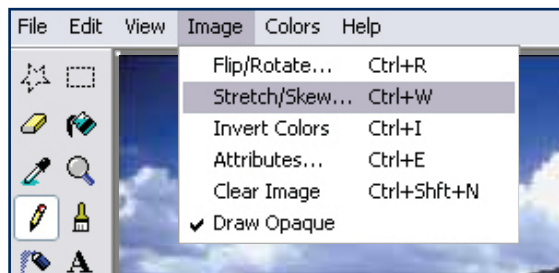 File Edit View Image Colors Help
Flip/Rotate... Ctrl+R
Stretch/Skew... Ctrl+W
Invert Colors Ctrl+I
Attributes... Ctrl+E
Clear Image Ctrl+Shft+N
✓ Draw Opaque
A